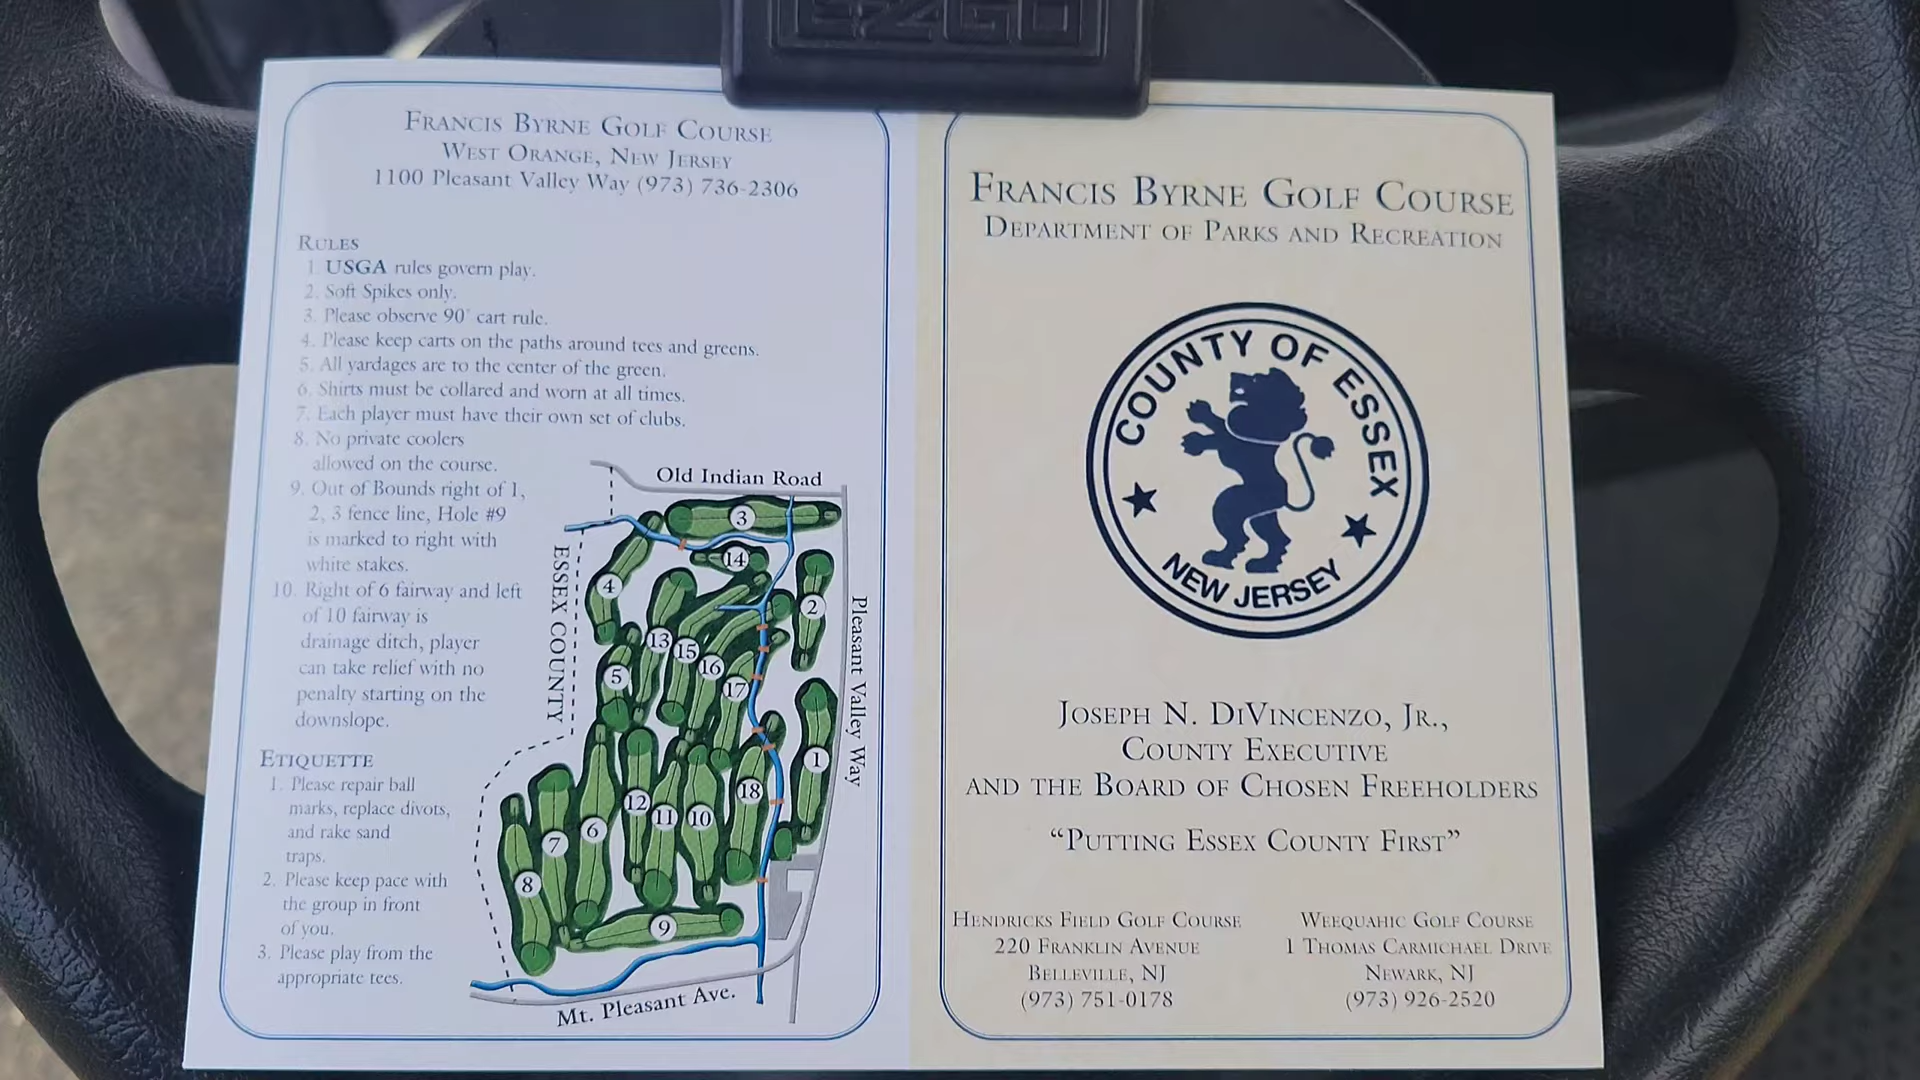 EZGO
FRANCIS BYRNE GOLF COURSE
WEST ORANGE, NEW JERSEY
1100 Pleasant Valley Way (973) 736-2306
RULES
1. USGA rules govern play.
2. Soft Spikes only.
3. Please observe 90° cart rule.
4. Please keep carts on the paths around tees and greens.
5. All yardages are to the center of the green.
6. Shirts must be collared and worn at all times.
7. Each player must have their own set of clubs.
8. No private coolers
allowed on the course.
9. Out of Bounds right of 1,
2, 3 fence line, Hole #9
is marked to right with
white stakes.
10. Right of 6 fairway and left
of 10 fairway is
drainage ditch, player
can take relief with no
penalty starting on the
downslope.
ETIQUETTE
1. Please repair ball
marks, replace divots,
and rake sand
traps.
2. Please keep pace with
the group in front
of you.
3. Please play from the
appropriate tees.
Old Indian Road
3
14
4
2
13
15
16
5
17
1
18
12
11
10
6
7
8
9
ESSEX COUNTY
Pleasant Valley Way
Mt. Pleasant Ave.
FRANCIS BYRNE GOLF COURSE
DEPARTMENT OF PARKS AND RECREATION
COUNTY OF ESSEX
NEW JERSEY
JOSEPH N. DIVINCENZO, JR.,
COUNTY EXECUTIVE
AND THE BOARD OF CHOSEN FREEHOLDERS
“PUTTING ESSEX COUNTY FIRST”
HENDRICKS FIELD GOLF COURSE
220 FRANKLIN AVENUE
BELLEVILLE, NJ
(973) 751-0178
WEEQUAHIC GOLF COURSE
1 THOMAS CARMICHAEL DRIVE
NEWARK, NJ
(973) 926-2520